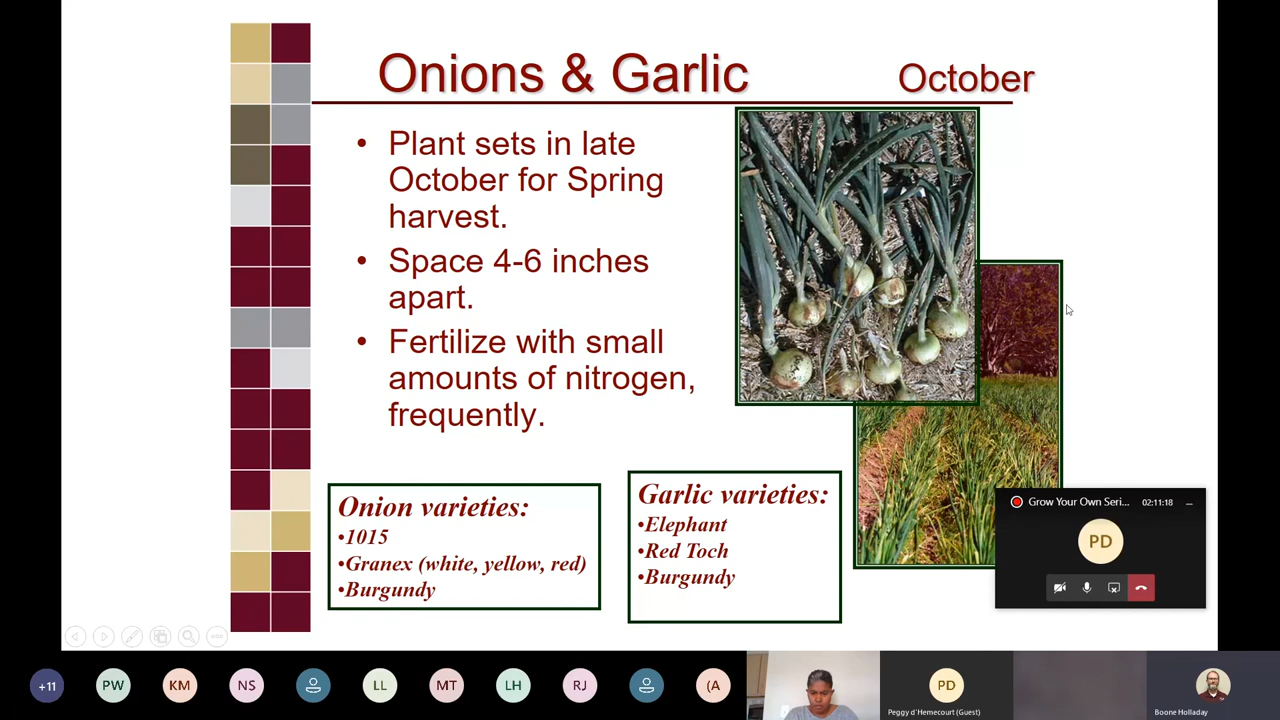 Onions & Garlic
October
• Plant sets in late
October for Spring
harvest.
• Space 4-6 inches
apart.
• Fertilize with small
amounts of nitrogen,
frequently.
Onion varieties:
•1015
•Granex (white, yellow, red)
•Burgundy
Garlic varieties:
•Elephant
•Red Toch
•Burgundy
Grow Your Own Seri...
02:11:18
PD
+11
PW
KM
NS
LL
MT
LH
RJ
(A
PD
Peggy d'Hemecourt (Guest)
Boone Holladay